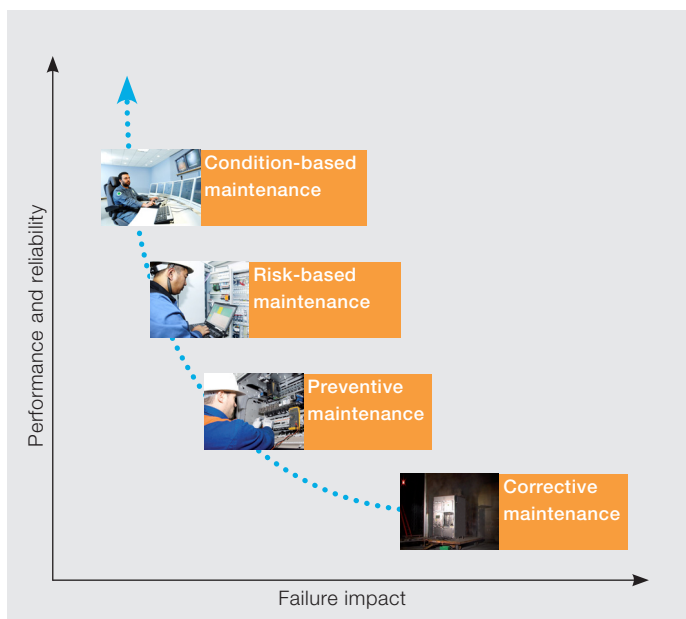 Performance and reliability
Condition-based
maintenance
Risk-based
maintenance
Preventive
maintenance
Corrective
maintenance
Failure impact